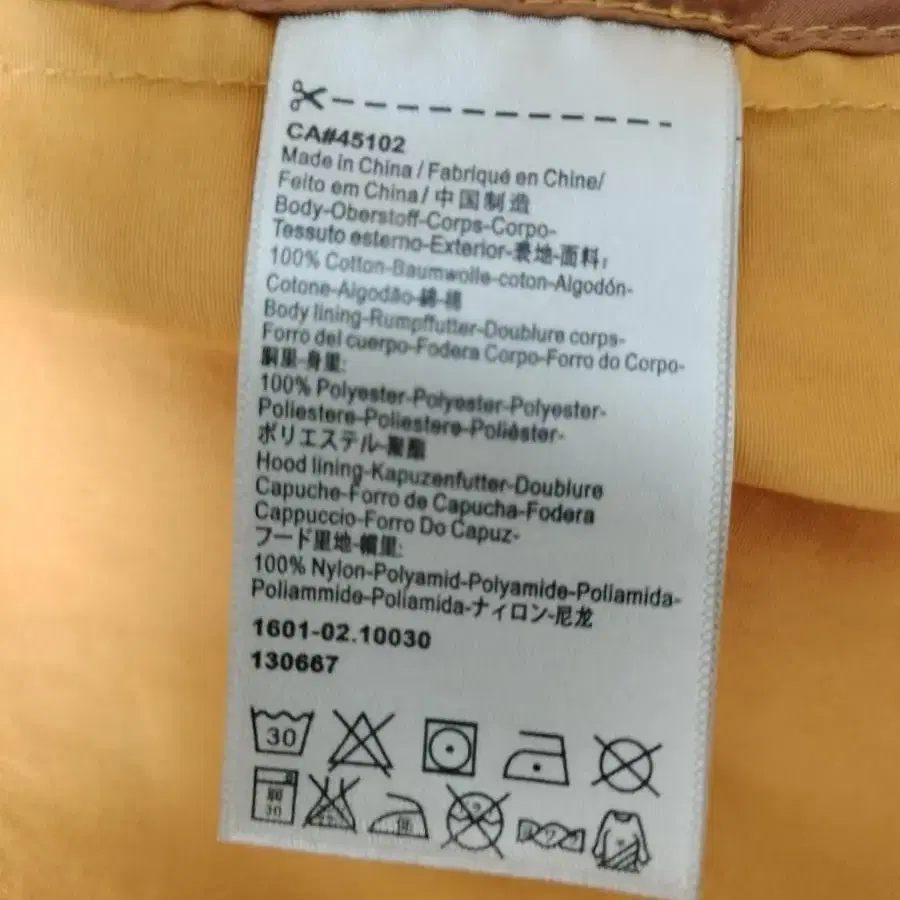 CA#45102
Made in China / Fabriqué en Chine/
Feito em China / 中国制造
Body-Oberstoff-Corps-Corpo-
Tessuto esterno-Exterior-表地-面料:
100% Cotton-Baumwolle-coton-Algodón-
Cotone-Algodão-綿-棉
Body lining-Rumpffutter-Doublure corps-
Forro del cuerpo-Fodera Corpo-Forro do Corpo-
胴里-身里:
100% Polyester-Polyester-Polyester-
Poliestere-Poliestere-Poliéster-
ポリエステル-聚酯
Hood lining-Kapuzenfutter-Doublure
Capuche-Forro de Capucha-Fodera
Cappuccio-Forro Do Capuz-
フード里地-帽里:
100% Nylon-Polyamid-Polyamide-Poliamida-
Poliammide-Poliamida-ナイロン-尼龙
1601-02.10030
130667
30
弱
30
低